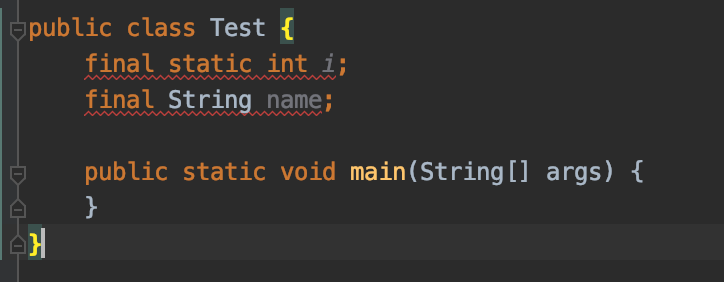 public class Test {
final static int i;
final String name;
public static void main(String[] args) {
}
}